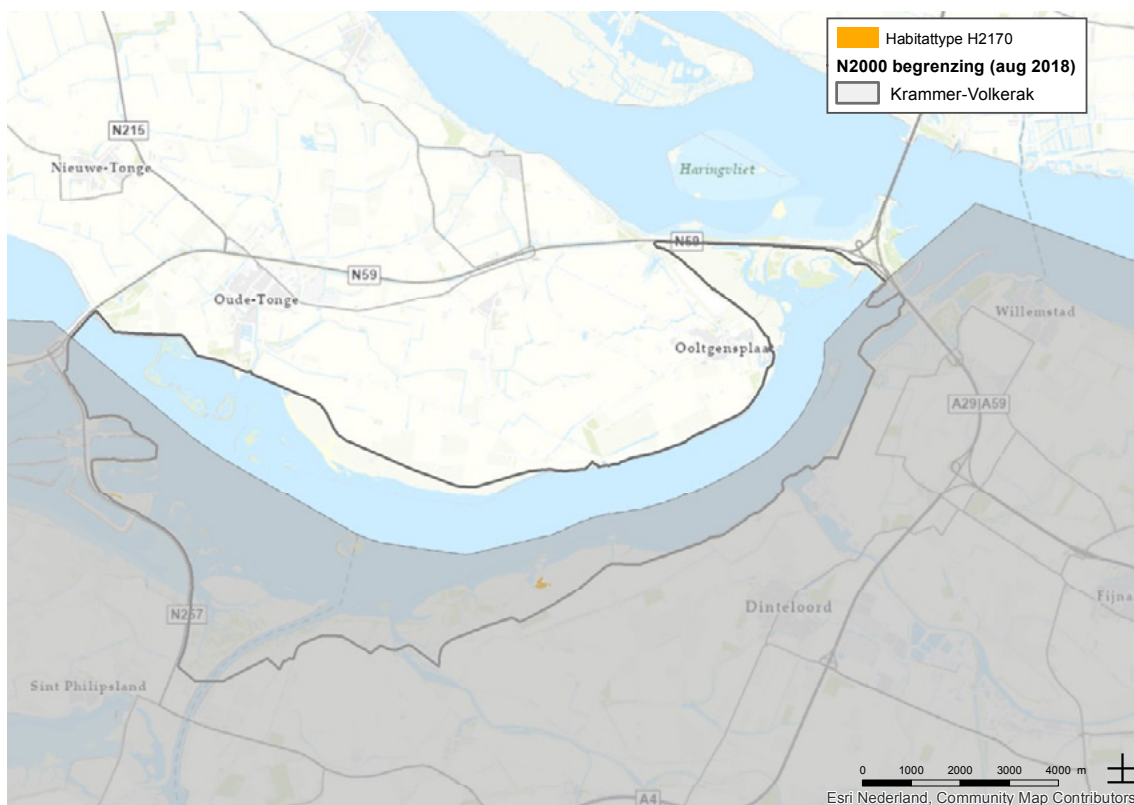 Habitattype H2170
N2000 begrenzing (aug 2018)
Krammer-Volkerak
N215
Nieuwe-Tonge
Haringvliet
N59
N59
Oude-Tonge
Willemstad
Ooltgensplaat
A29|A59
N257
Dinteloord
Fijna
Sint Philipsland
0 1000 2000 3000 4000 m
A4
Esri Nederland, Community Map Contributors